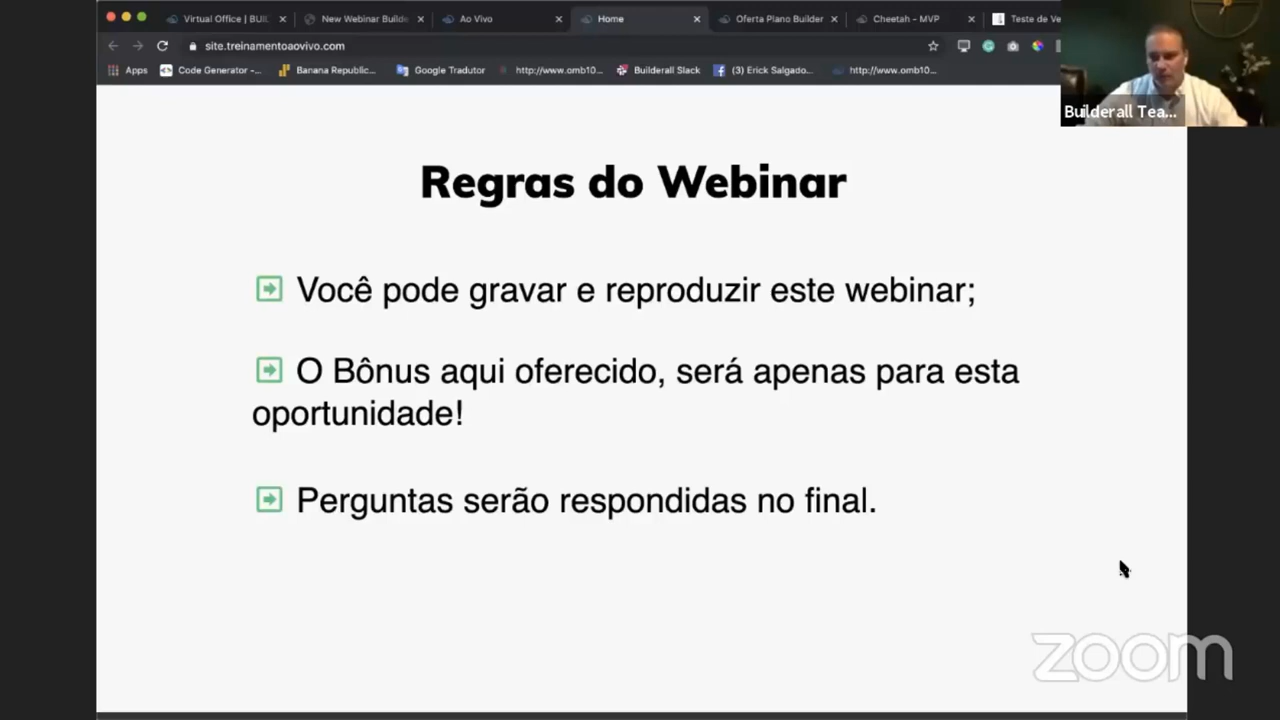 Virtual Office | BUIL
New Webinar Builde
Ao Vivo
Home
Oferta Plano Builder
Cheetah - MVP
Teste de Ve
site.treinamentoaovivo.com
Apps
Code Generator -...
Banana Republic...
Google Tradutor
http://www.omb10...
Builderall Slack
(3) Erick Salgado...
http://www.omb10...
Builderall Tea...
Regras do Webinar
Você pode gravar e reproduzir este webinar;
O Bônus aqui oferecido, será apenas para esta
oportunidade!
Perguntas serão respondidas no final.
zoom